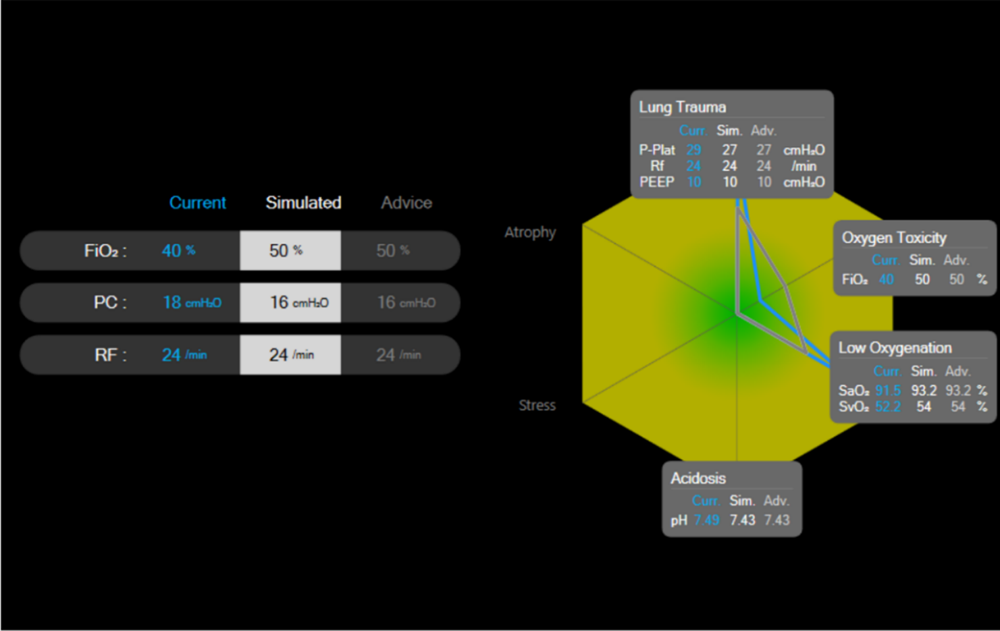 Current Simulated Advice
FiO₂ : 40 % 50 % 50 %
PC : 18 cmH₂O 16 cmH₂O 16 cmH₂O
RF : 24 /min 24 /min 24 /min
Lung Trauma
Curr. Sim. Adv.
P-Plat 29 27 27 cmH₂O
Rf 24 24 24 /min
PEEP 10 10 10 cmH₂O
Atrophy
Oxygen Toxicity
Curr. Sim. Adv.
FiO₂ 40 50 50 %
Low Oxygenation
Curr. Sim. Adv.
SaO₂ 91.5 93.2 93.2 %
SvO₂ 52.2 54 54 %
Stress
Acidosis
Curr. Sim. Adv.
pH 7.49 7.43 7.43